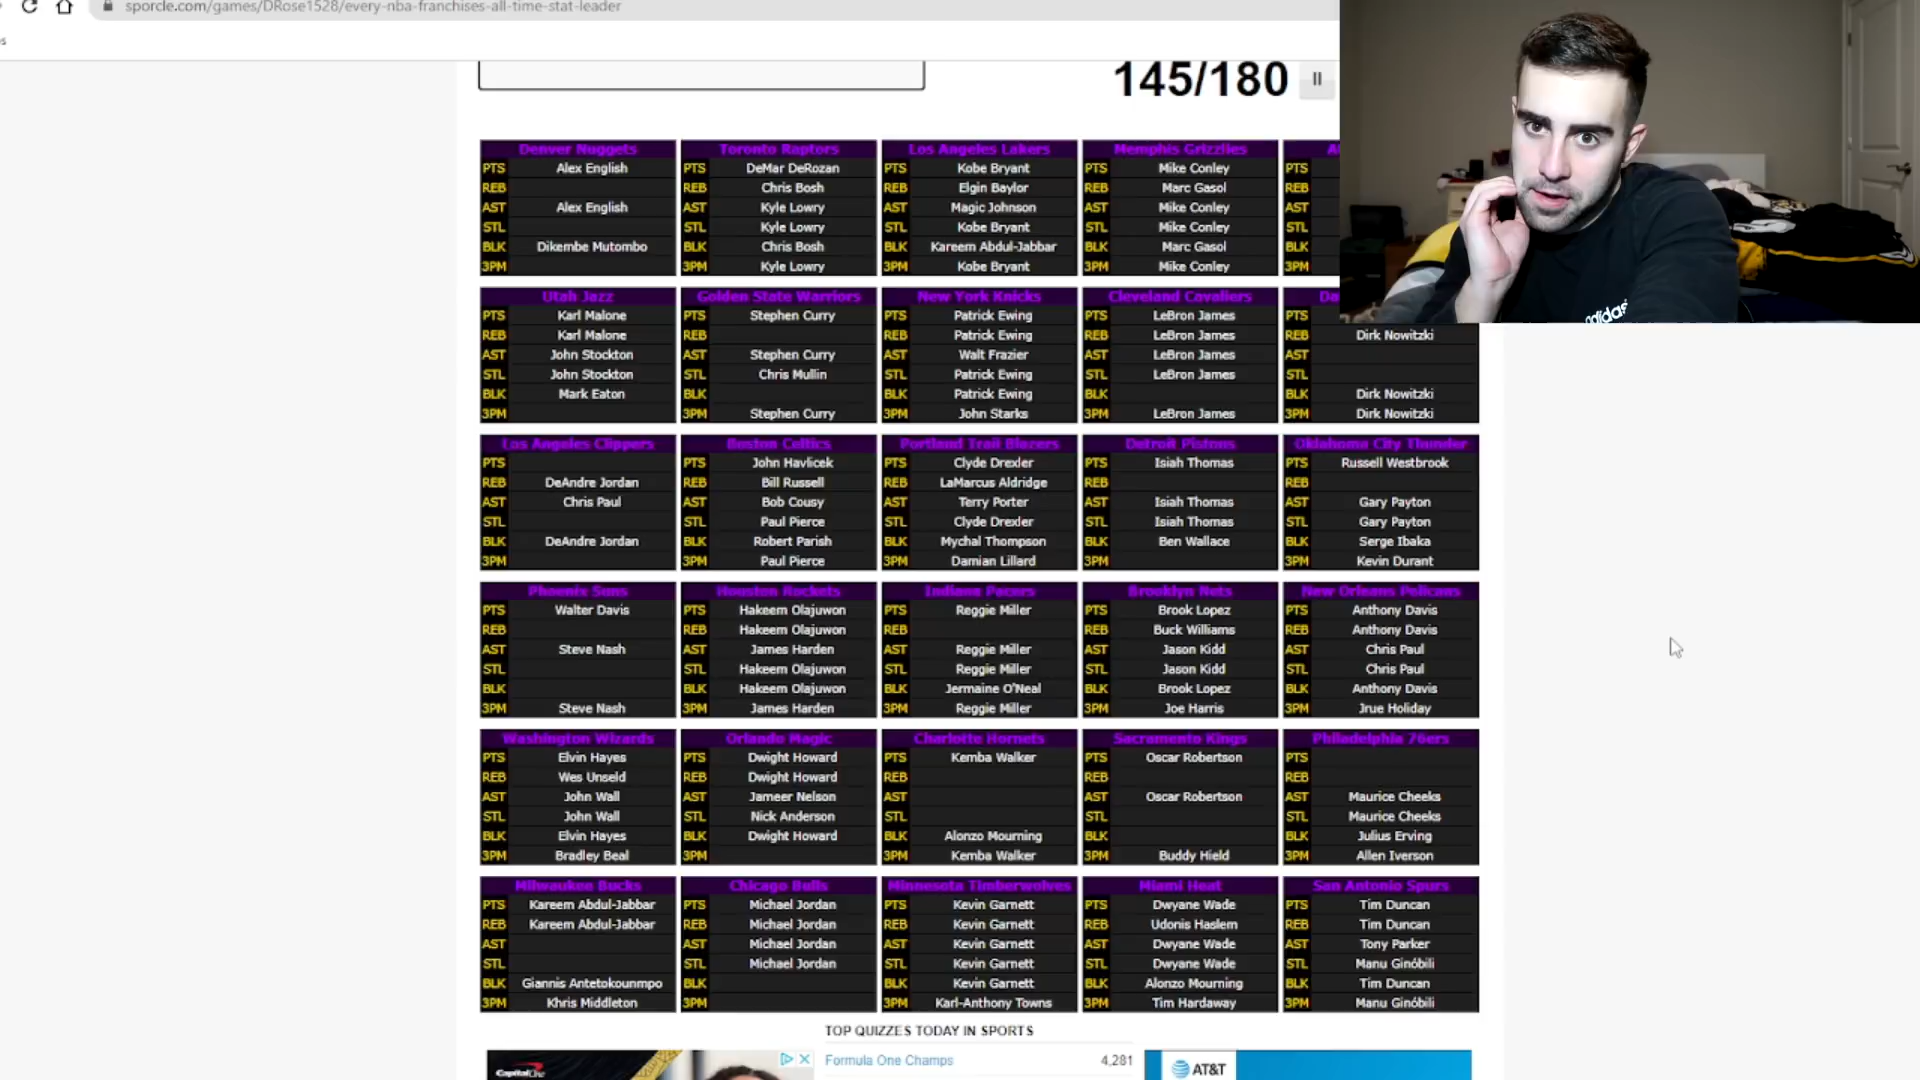 sporcle.com/games/DRose1528/every-nba-franchises-all-time-stat-leader
145/180
Denver Nuggets
PTS Alex English
REB
AST Alex English
STL
BLK Dikembe Mutombo
3PM
Toronto Raptors
PTS DeMar DeRozan
REB Chris Bosh
AST Kyle Lowry
STL Kyle Lowry
BLK Chris Bosh
3PM Kyle Lowry
Los Angeles Lakers
PTS Kobe Bryant
REB Elgin Baylor
AST Magic Johnson
STL Kobe Bryant
BLK Kareem Abdul-Jabbar
3PM Kobe Bryant
Memphis Grizzlies
PTS Mike Conley
REB Marc Gasol
AST Mike Conley
STL Mike Conley
BLK Marc Gasol
3PM Mike Conley
PTS
REB
AST
STL
BLK
3PM
adidas
Utah Jazz
PTS Karl Malone
REB Karl Malone
AST John Stockton
STL John Stockton
BLK Mark Eaton
3PM
Golden State Warriors
PTS Stephen Curry
REB
AST Stephen Curry
STL Chris Mullin
BLK
3PM Stephen Curry
New York Knicks
PTS Patrick Ewing
REB Patrick Ewing
AST Walt Frazier
STL Patrick Ewing
BLK Patrick Ewing
3PM John Starks
Cleveland Cavaliers
PTS LeBron James
REB LeBron James
AST LeBron James
STL LeBron James
BLK
3PM LeBron James
Da
PTS
REB Dirk Nowitzki
AST
STL
BLK Dirk Nowitzki
3PM Dirk Nowitzki
Los Angeles Clippers
PTS
REB DeAndre Jordan
AST Chris Paul
STL
BLK DeAndre Jordan
3PM
Boston Celtics
PTS John Havlicek
REB Bill Russell
AST Bob Cousy
STL Paul Pierce
BLK Robert Parish
3PM Paul Pierce
Portland Trail Blazers
PTS Clyde Drexler
REB LaMarcus Aldridge
AST Terry Porter
STL Clyde Drexler
BLK Mychal Thompson
3PM Damian Lillard
Detroit Pistons
PTS Isiah Thomas
REB
AST Isiah Thomas
STL Isiah Thomas
BLK Ben Wallace
3PM
Oklahoma City Thunder
PTS Russell Westbrook
REB
AST Gary Payton
STL Gary Payton
BLK Serge Ibaka
3PM Kevin Durant
Phoenix Suns
PTS Walter Davis
REB
AST Steve Nash
STL
BLK
3PM Steve Nash
Houston Rockets
PTS Hakeem Olajuwon
REB Hakeem Olajuwon
AST James Harden
STL Hakeem Olajuwon
BLK Hakeem Olajuwon
3PM James Harden
Indiana Pacers
PTS Reggie Miller
REB
AST Reggie Miller
STL Reggie Miller
BLK Jermaine O'Neal
3PM Reggie Miller
Brooklyn Nets
PTS Brook Lopez
REB Buck Williams
AST Jason Kidd
STL Jason Kidd
BLK Brook Lopez
3PM Joe Harris
New Orleans Pelicans
PTS Anthony Davis
REB Anthony Davis
AST Chris Paul
STL Chris Paul
BLK Anthony Davis
3PM Jrue Holiday
Washington Wizards
PTS Elvin Hayes
REB Wes Unseld
AST John Wall
STL John Wall
BLK Elvin Hayes
3PM Bradley Beal
Orlando Magic
PTS Dwight Howard
REB Dwight Howard
AST Jameer Nelson
STL Nick Anderson
BLK Dwight Howard
3PM
Charlotte Hornets
PTS Kemba Walker
REB
AST
STL
BLK Alonzo Mourning
3PM Kemba Walker
Sacramento Kings
PTS Oscar Robertson
REB
AST Oscar Robertson
STL
BLK
3PM Buddy Hield
Philadelphia 76ers
PTS
REB
AST Maurice Cheeks
STL Maurice Cheeks
BLK Julius Erving
3PM Allen Iverson
Milwaukee Bucks
PTS Kareem Abdul-Jabbar
REB Kareem Abdul-Jabbar
AST
STL
BLK Giannis Antetokounmpo
3PM Khris Middleton
Chicago Bulls
PTS Michael Jordan
REB Michael Jordan
AST Michael Jordan
STL Michael Jordan
BLK
3PM
Minnesota Timberwolves
PTS Kevin Garnett
REB Kevin Garnett
AST Kevin Garnett
STL Kevin Garnett
BLK Kevin Garnett
3PM Karl-Anthony Towns
Miami Heat
PTS Dwyane Wade
REB Udonis Haslem
AST Dwyane Wade
STL Dwyane Wade
BLK Alonzo Mourning
3PM Tim Hardaway
San Antonio Spurs
PTS Tim Duncan
REB Tim Duncan
AST Tony Parker
STL Manu Ginóbili
BLK Tim Duncan
3PM Manu Ginóbili
TOP QUIZZES TODAY IN SPORTS
Formula One Champs 4,281
Capital One
AT&T